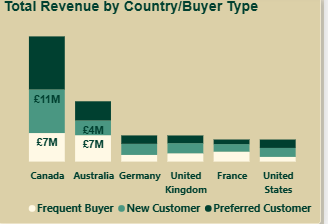 Total Revenue by Country/Buyer Type
£11M
£7M
£4M
£7M
Canada Australia Germany United Kingdom France United States
Frequent Buyer New Customer Preferred Customer